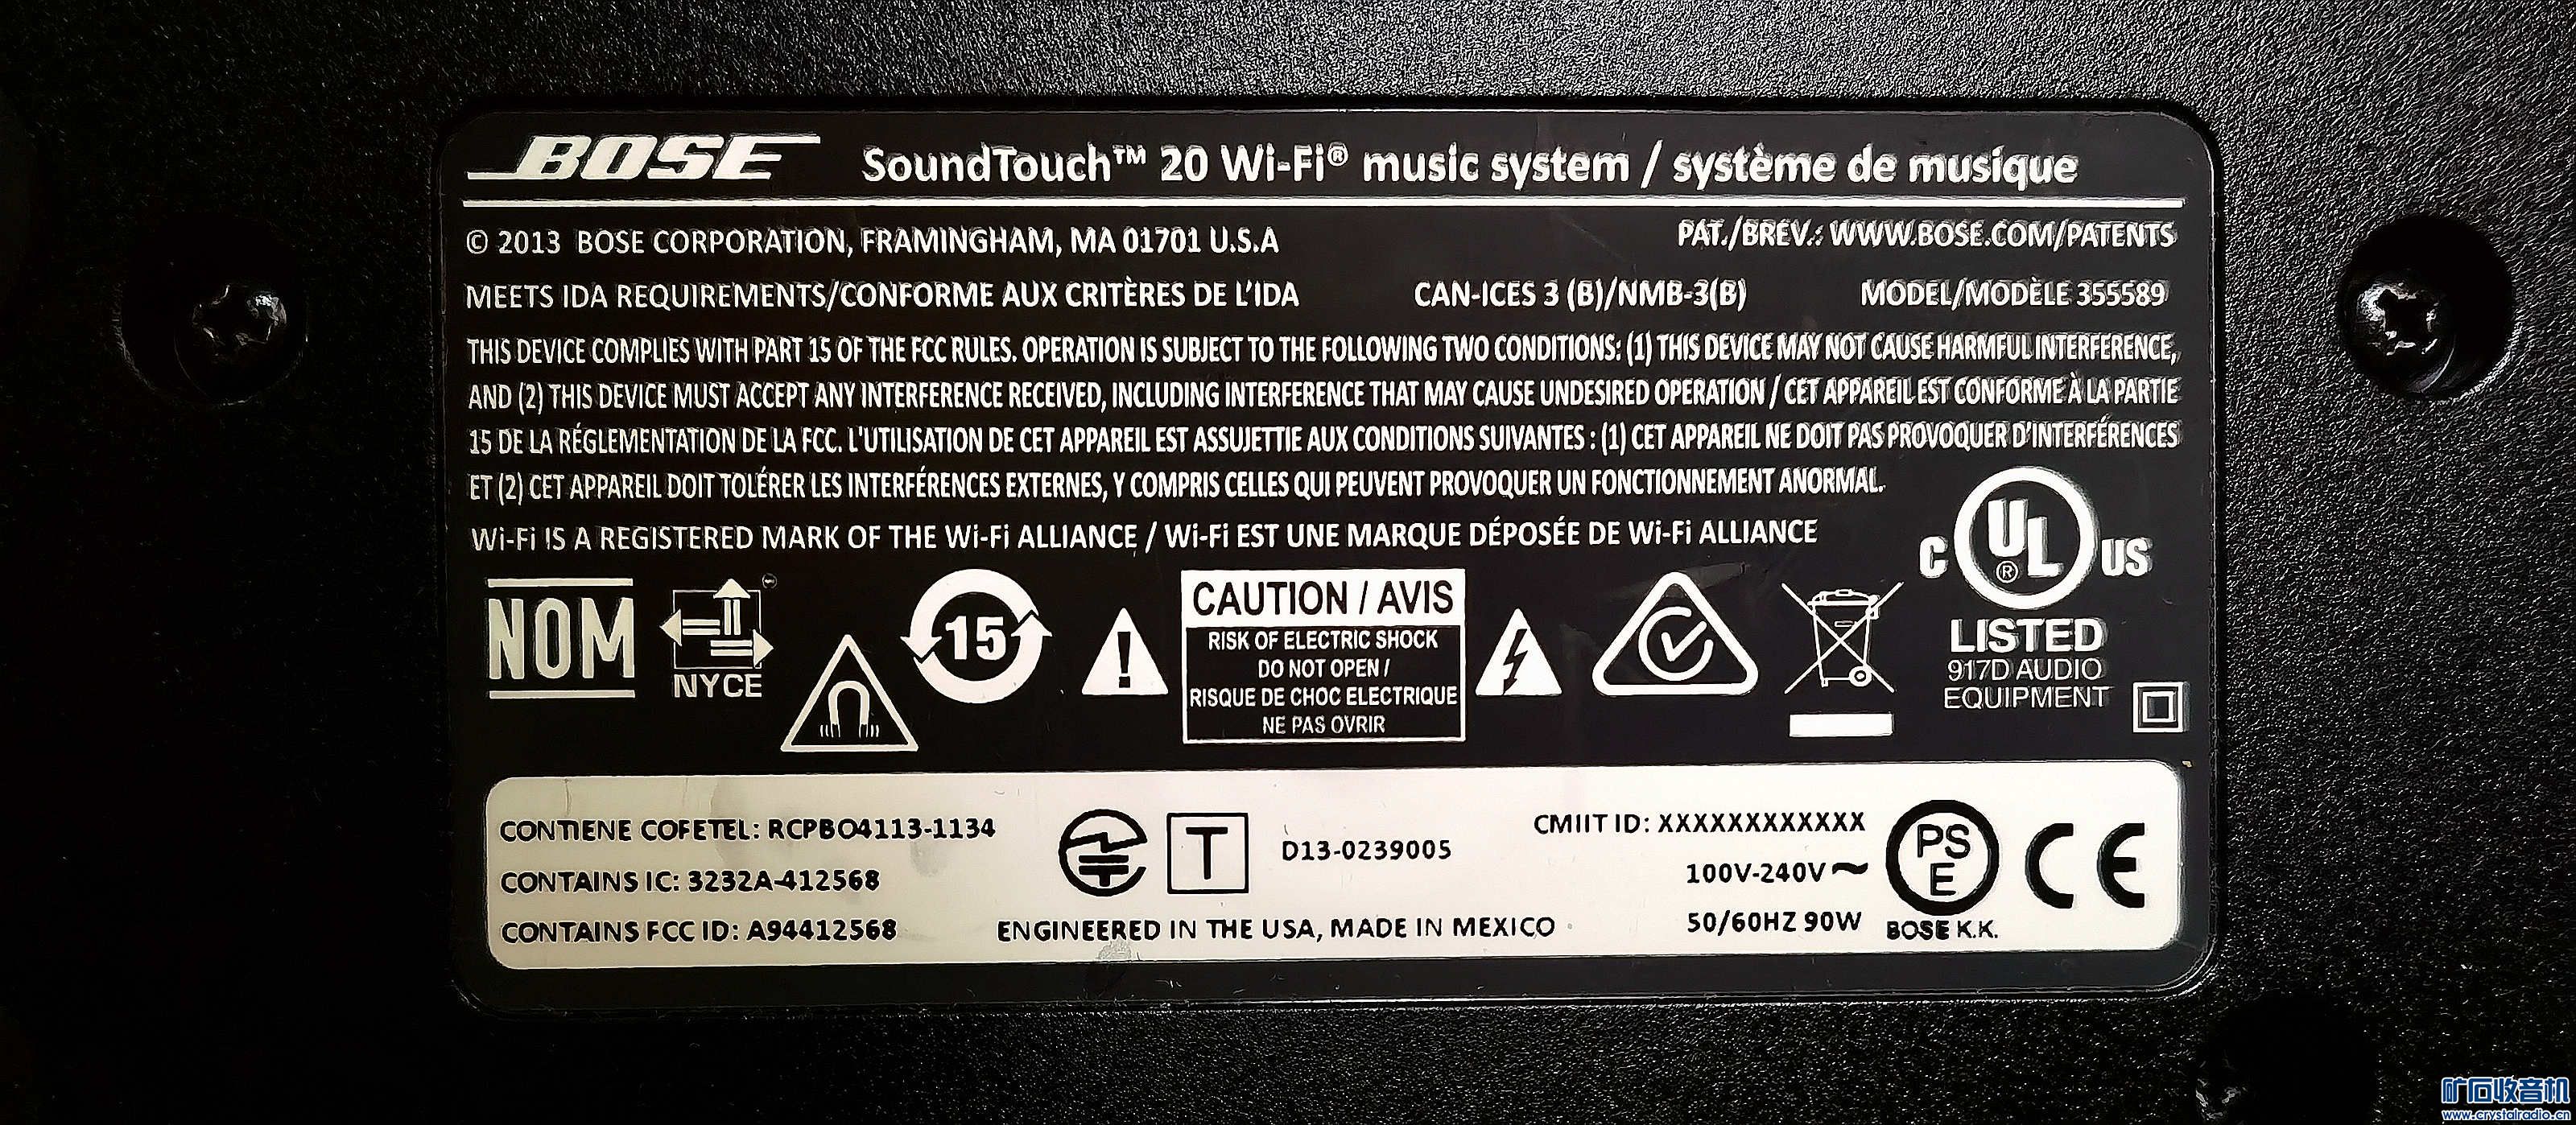 BOSE SoundTouch™ 20 Wi-Fi® music system / système de musique
© 2013 BOSE CORPORATION, FRAMINGHAM, MA 01701 U.S.A PAT./BREV.: WWW.BOSE.COM/PATENTS
MEETS IDA REQUIREMENTS/CONFORME AUX CRITÈRES DE L'IDA CAN-ICES 3 (B)/NMB-3(B) MODEL/MODÈLE 355589
THIS DEVICE COMPLIES WITH PART 15 OF THE FCC RULES. OPERATION IS SUBJECT TO THE FOLLOWING TWO CONDITIONS: (1) THIS DEVICE MAY NOT CAUSE HARMFUL INTERFERENCE,
AND (2) THIS DEVICE MUST ACCEPT ANY INTERFERENCE RECEIVED, INCLUDING INTERFERENCE THAT MAY CAUSE UNDESIRED OPERATION / CET APPAREIL EST CONFORME À LA PARTIE
15 DE LA RÉGLEMENTATION DE LA FCC. L'UTILISATION DE CET APPAREIL EST ASSUJETTIE AUX CONDITIONS SUIVANTES : (1) CET APPAREIL NE DOIT PAS PROVOQUER D'INTERFÉRENCES
ET (2) CET APPAREIL DOIT TOLÉRER LES INTERFÉRENCES EXTERNES, Y COMPRIS CELLES QUI PEUVENT PROVOQUER UN FONCTIONNEMENT ANORMAL.
Wi-Fi IS A REGISTERED MARK OF THE Wi-Fi ALLIANCE / Wi-Fi EST UNE MARQUE DÉPOSÉE DE Wi-Fi ALLIANCE
NOM
NYCE
15
CAUTION / AVIS
RISK OF ELECTRIC SHOCK
DO NOT OPEN /
RISQUE DE CHOC ELECTRIQUE
NE PAS OVRIR
C UL® US
LISTED
917D AUDIO
EQUIPMENT
CONTIENE COFETEL: RCPBO4113-1134
CONTAINS IC: 3232A-412568
CONTAINS FCC ID: A94412568
T D13-0239005
ENGINEERED IN THE USA, MADE IN MEXICO
CMIIT ID: XXXXXXXXXXXX
100V-240V~
50/60HZ 90W
PS
E
BOSE K.K.
CE
矿石收音机
www.crystalradio.cn